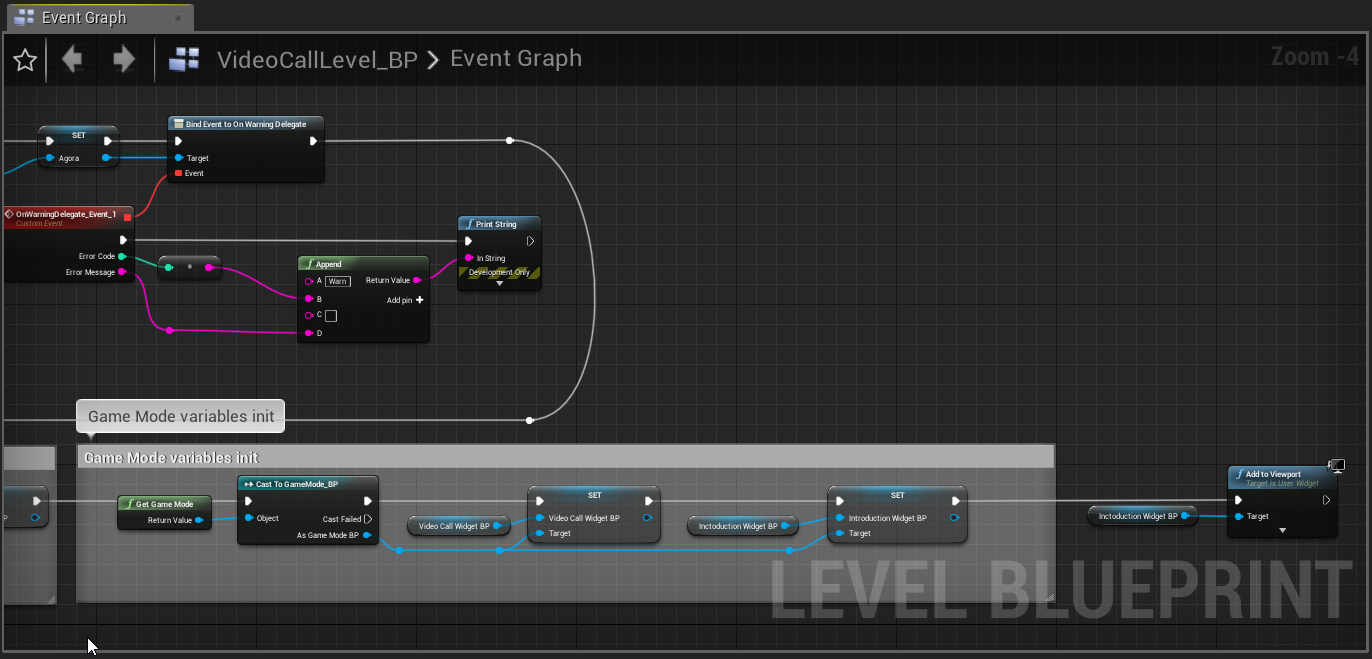 Event Graph
VideoCallLevel_BP > Event Graph
Zoom -4
SET
Agora
Bind Event to On Warning Delegate
Target
Event
OnWarningDelegate_Event_1
Custom Event
Error Code
Error Message
Append
A Warn
Return Value
B
Add pin +
C
D
Print String
In String
Development Only
Game Mode variables init
Game Mode variables init
Get Game Mode
Return Value
Cast To GameMode_BP
Object
Cast Failed
As Game Mode BP
Video Call Widget BP
SET
Video Call Widget BP
Target
Inctoduction Widget BP
SET
Introduction Widget BP
Target
Inctoduction Widget BP
Add to Viewport
Target is User Widget
Target
LEVEL BLUEPRINT